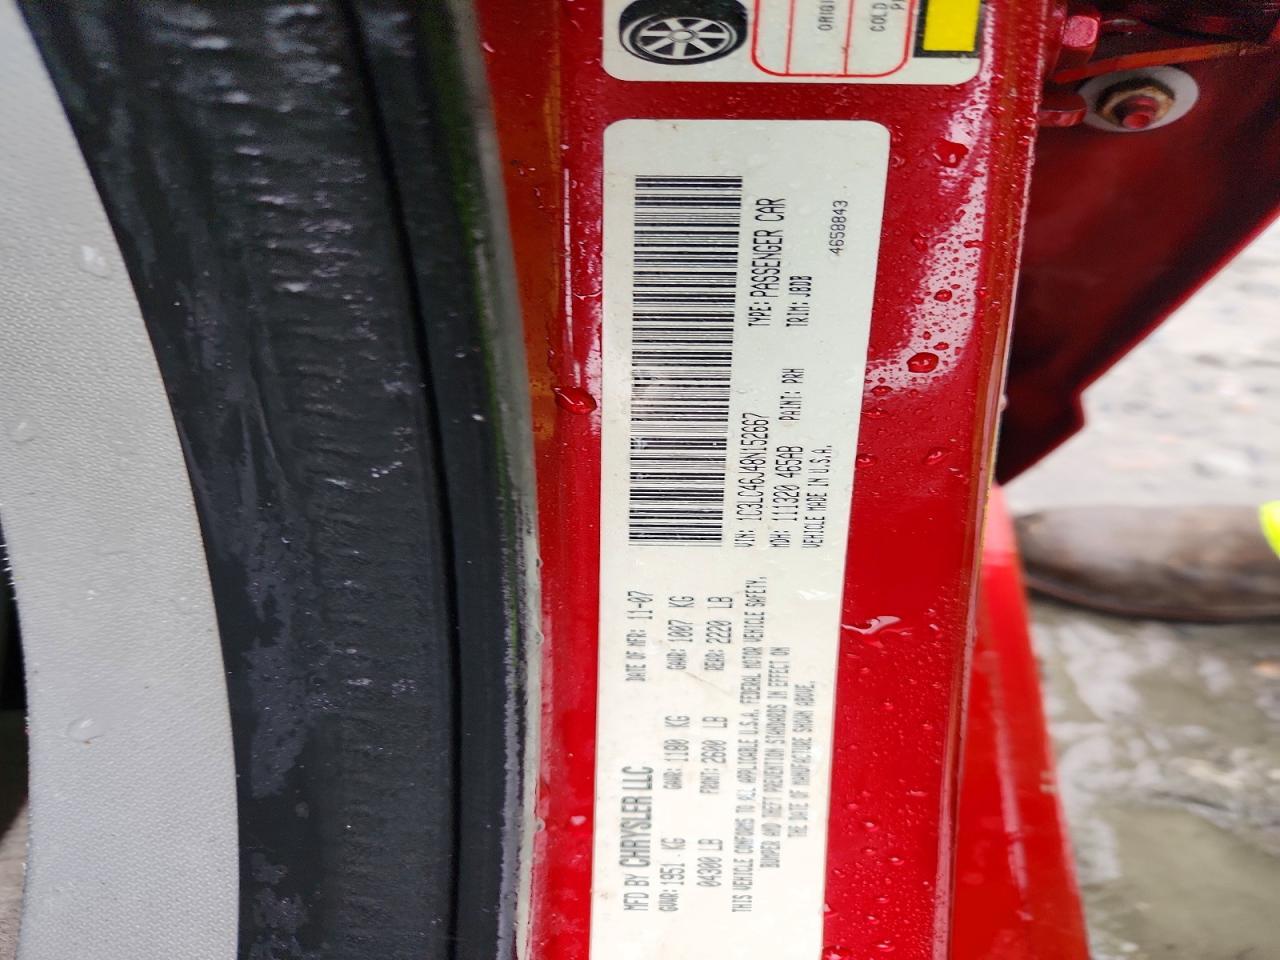 MFD BY CHRYSLER LLC
DATE OF MFR: 11-07
GVWR: 1951 KG
GAWR: 1180 KG
GAWR: 1007 KG
04300 LB
FRONT: 2600 LB
REAR: 2220 LB
THIS VEHICLE CONFORMS TO ALL APPLICABLE U.S.A. FEDERAL MOTOR VEHICLE SAFETY,
BUMPER AND THEFT PREVENTION STANDARDS IN EFFECT ON
THE DATE OF MANUFACTURE SHOWN ABOVE.
VIN: 1C3LC46J48N152667
TYPE: PASSENGER CAR
MDH: 111320 465AB
PAINT: PRH
TRIM: J8DB
VEHICLE MADE IN U.S.A.
4658843
COLD